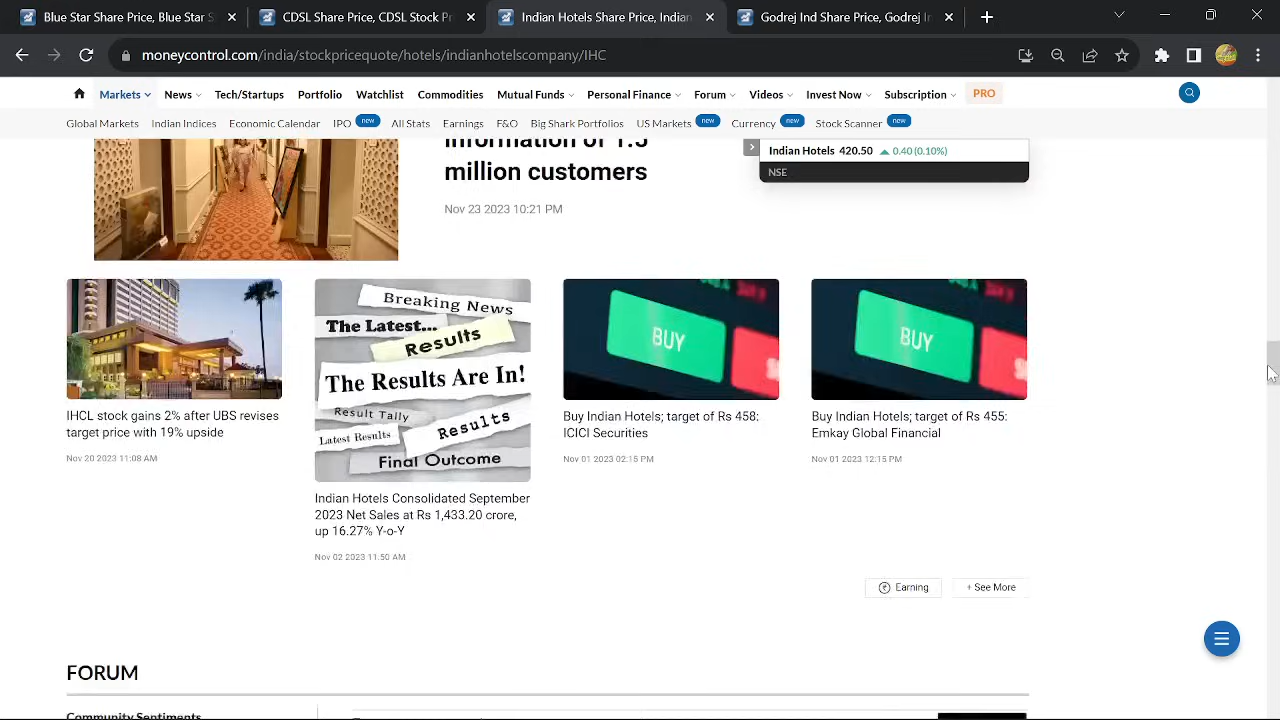 Blue Star Share Price, Blue Star S
CDSL Share Price, CDSL Stock Pr
Indian Hotels Share Price, Indian
Godrej Ind Share Price, Godrej I
moneycontrol.com/india/stockpricequote/hotels/indianhotelscompany/IHC
Markets News Tech/Startups Portfolio Watchlist Commodities Mutual Funds Personal Finance Forum Videos Invest Now Subscription PRO
Global Markets Indian Indices Economic Calendar IPO new All Stats Earnings F&O Big Shark Portfolios US Markets new Currency new Stock Scanner new
information of 1.5
million customers
Nov 23 2023 10:21 PM
Indian Hotels 420.50 0.40 (0.10%)
NSE
IHCL stock gains 2% after UBS revises
target price with 19% upside
Nov 20 2023 11:08 AM
Breaking News
The Latest...
Results
The Results Are In!
Result Tally
Latest Results
Results
Final Outcome
Indian Hotels Consolidated September
2023 Net Sales at Rs 1,433.20 crore,
up 16.27% Y-o-Y
Nov 02 2023 11:50 AM
BUY
Buy Indian Hotels; target of Rs 458:
ICICI Securities
Nov 01 2023 02:15 PM
BUY
Buy Indian Hotels; target of Rs 455:
Emkay Global Financial
Nov 01 2023 12:15 PM
Earning
+ See More
FORUM
Community Sentiments